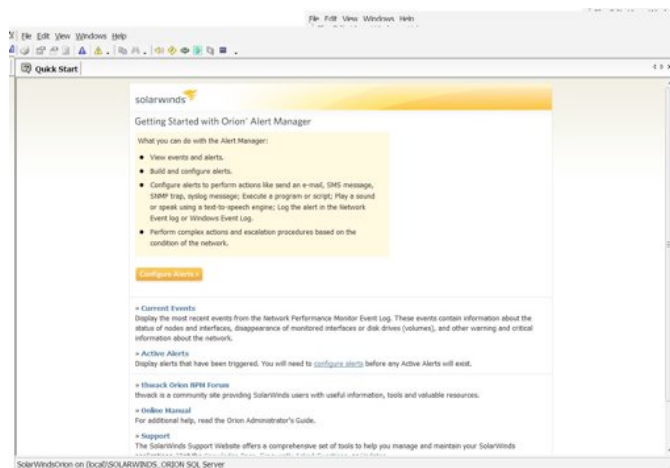 File Edit View Windows Help
File Edit View Windows Help
Quick Start
solarwinds
Getting Started with Orion' Alert Manager
What you can do with the Alert Manager:
● View events and alerts.
● Build and configure alerts.
● Configure alerts to perform actions like send an e-mail, SMS message,
SNMP trap, syslog message; Execute a program or script; Play a sound
or speak using a text-to-speech engine; Log the alert in the Network
Event log or Windows Event Log.
● Perform complex actions and escalation procedures based on the
condition of the network.
Configure Alerts »
» Current Events
Display the most recent events from the Network Performance Monitor Event Log. These events contain information about the
status of nodes and interfaces, disappearance of monitored interfaces or disk drives (volumes), and other warning and critical
information about the network.
» Active Alerts
Display alerts that have been triggered. You will need to configure alerts before any Active Alerts will exist.
» thwack Orion NPM Forum
thwack is a community site providing SolarWinds users with useful information, tools and valuable resources.
» Online Manual
For additional help, read the Orion Administrator's Guide.
» Support
The SolarWinds Support Website offers a comprehensive set of tools to help you manage and maintain your SolarWinds
SolarWindsOrion on (local)\SOLARWINDS_ORION SQL Server